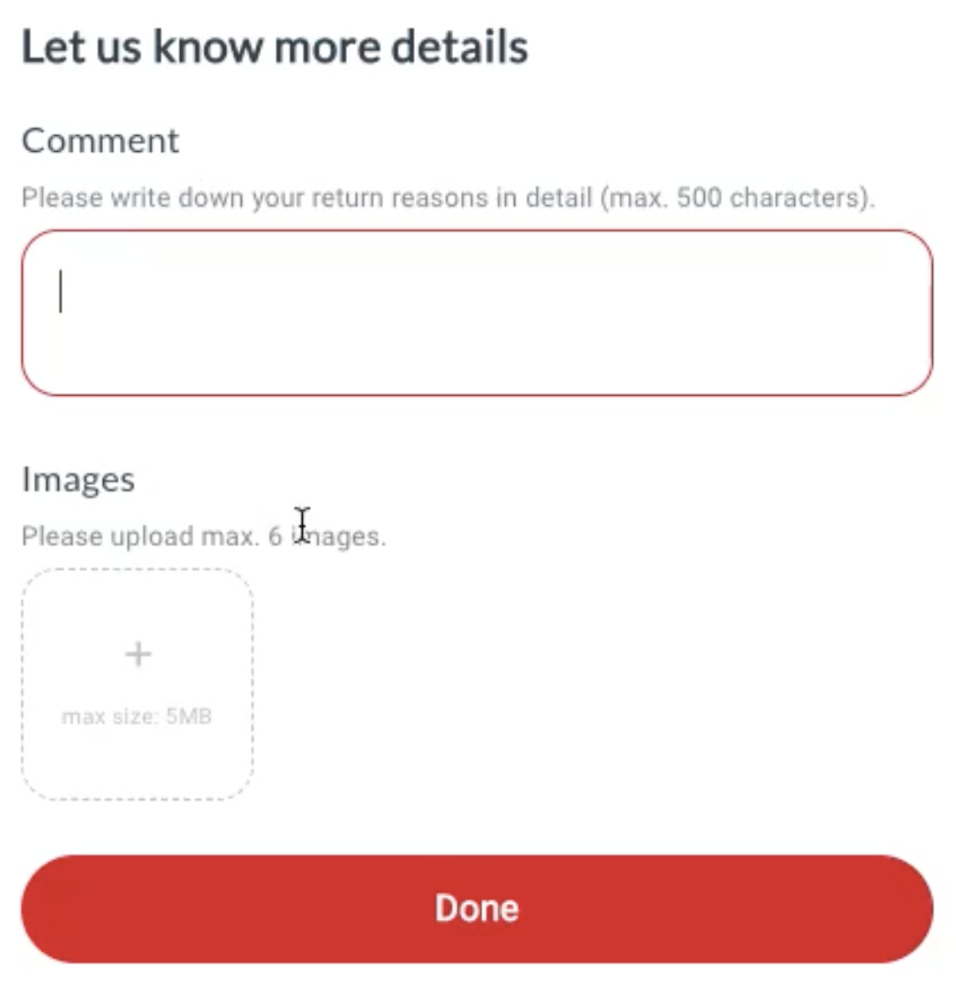 Let us know more details
Comment
Please write down your return reasons in detail (max. 500 characters).
Images
Please upload max. 6 images.
+
max size: 5MB
Done